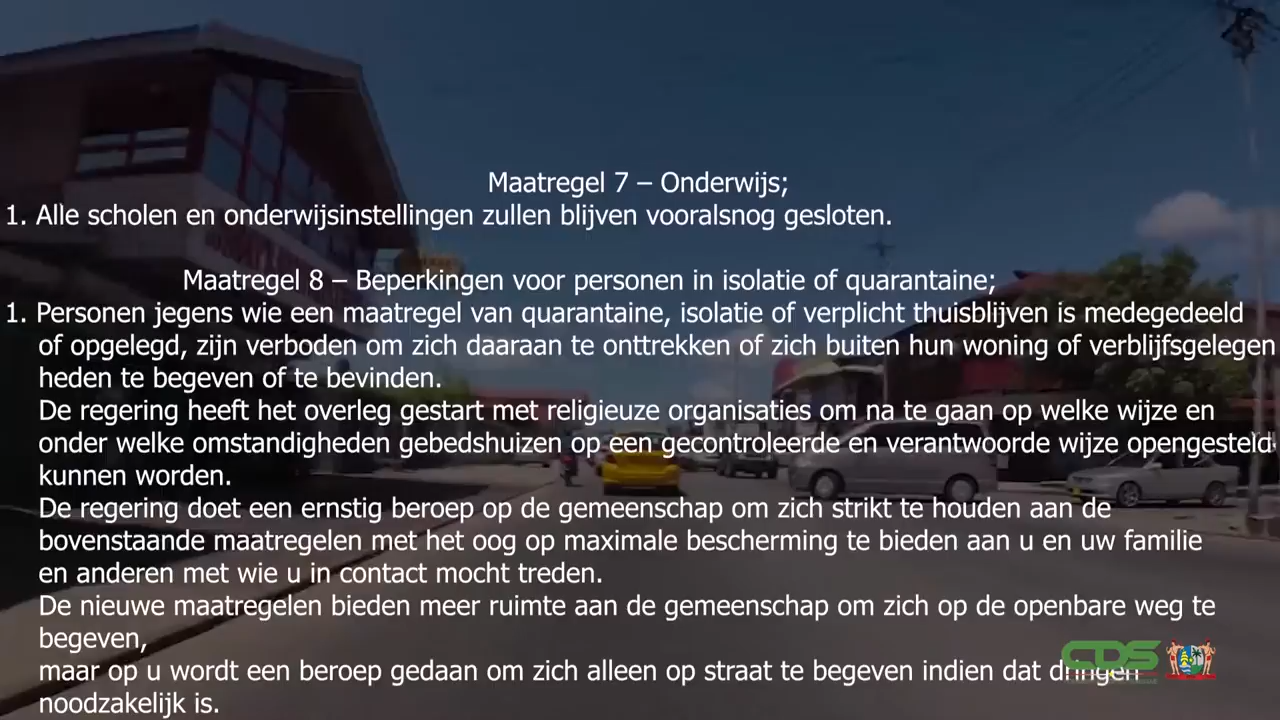 Maatregel 7 – Onderwijs;
1. Alle scholen en onderwijsinstellingen zullen blijven vooralsnog gesloten.
Maatregel 8 – Beperkingen voor personen in isolatie of quarantaine;
1. Personen jegens wie een maatregel van quarantaine, isolatie of verplicht thuisblijven is medegedeeld
of opgelegd, zijn verboden om zich daaraan te onttrekken of zich buiten hun woning of verblijfsgelegen
heden te begeven of te bevinden.
De regering heeft het overleg gestart met religieuze organisaties om na te gaan op welke wijze en
onder welke omstandigheden gebedshuizen op een gecontroleerde en verantwoorde wijze opengesteld
kunnen worden.
De regering doet een ernstig beroep op de gemeenschap om zich strikt te houden aan de
bovenstaande maatregelen met het oog op maximale bescherming te bieden aan u en uw familie
en anderen met wie u in contact mocht treden.
De nieuwe maatregelen bieden meer ruimte aan de gemeenschap om zich op de openbare weg te
begeven,
maar op u wordt een beroep gedaan om zich alleen op straat te begeven indien dat dringen
noodzakelijk is.
CDS